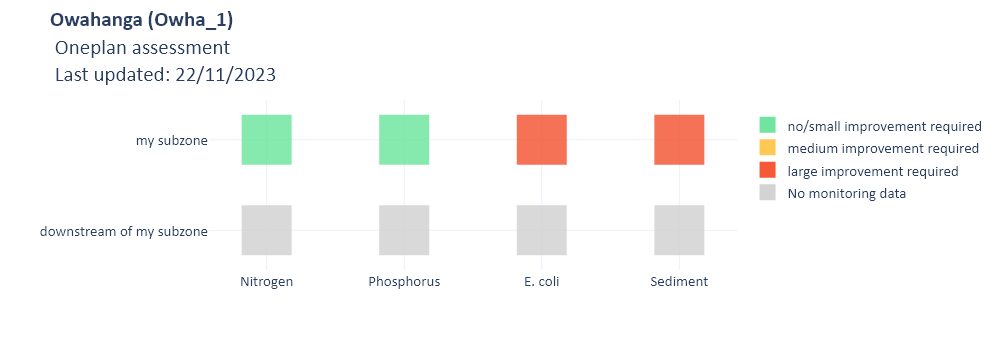 Owahanga (Owha_1)
Oneplan assessment
Last updated: 22/11/2023
my subzone
downstream of my subzone
Nitrogen
Phosphorus
E. coli
Sediment
no/small improvement required
medium improvement required
large improvement required
No monitoring data